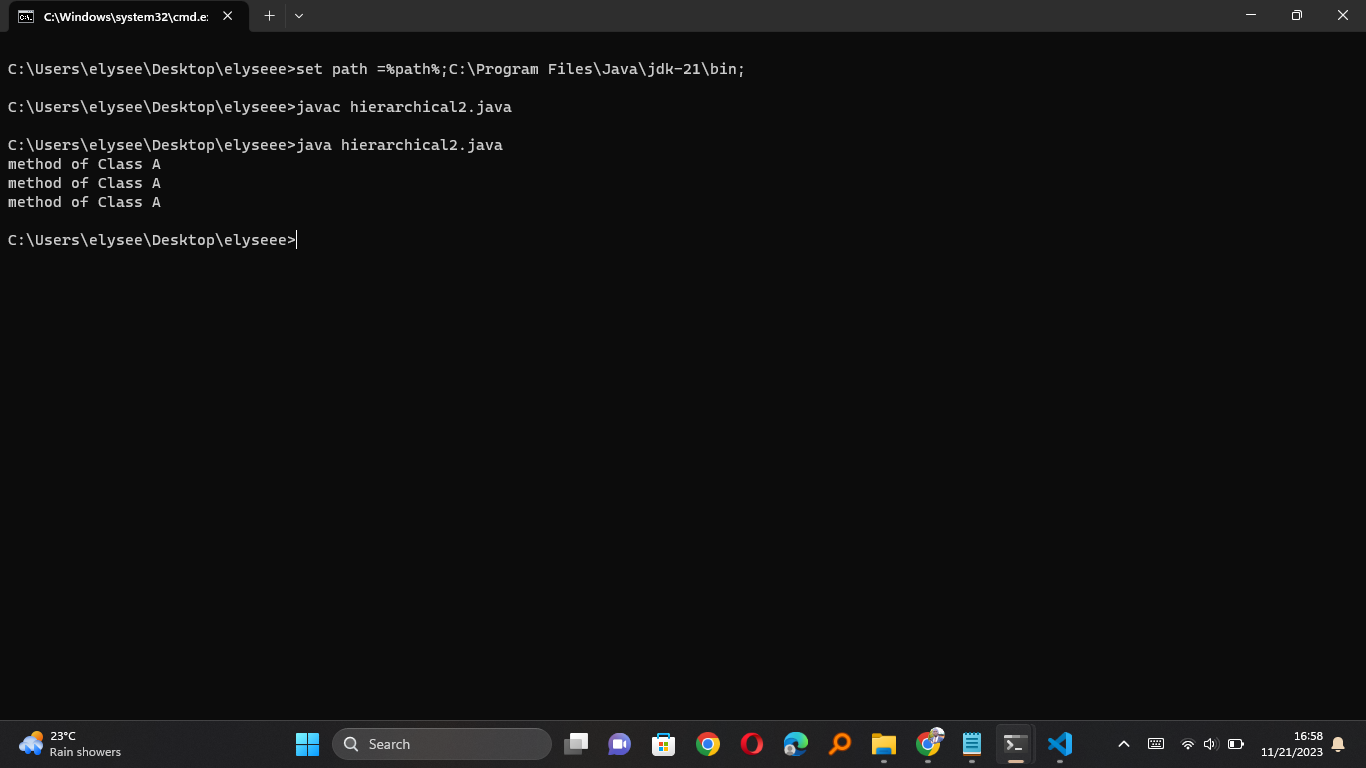 C:\Windows\system32\cmd.e:
C:\Users\elysee\Desktop\elyseee>set path =%path%;C:\Program Files\Java\jdk-21\bin;
C:\Users\elysee\Desktop\elyseee>javac hierarchical2.java
C:\Users\elysee\Desktop\elyseee>java hierarchical2.java
method of Class A
method of Class A
method of Class A
C:\Users\elysee\Desktop\elyseee>
23°C
Rain showers
Search
16:58
11/21/2023